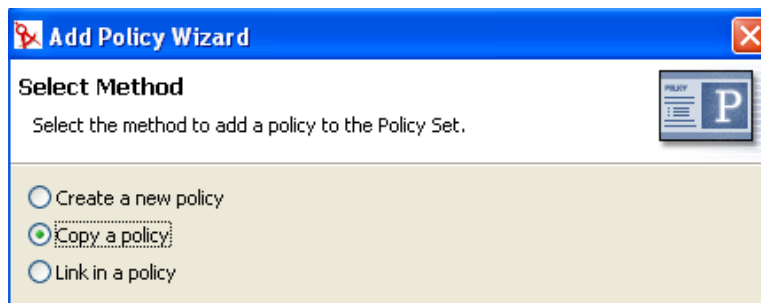 Add Policy Wizard
Select Method
Select the method to add a policy to the Policy Set.
POLICY
P
Create a new policy
Copy a policy
Link in a policy